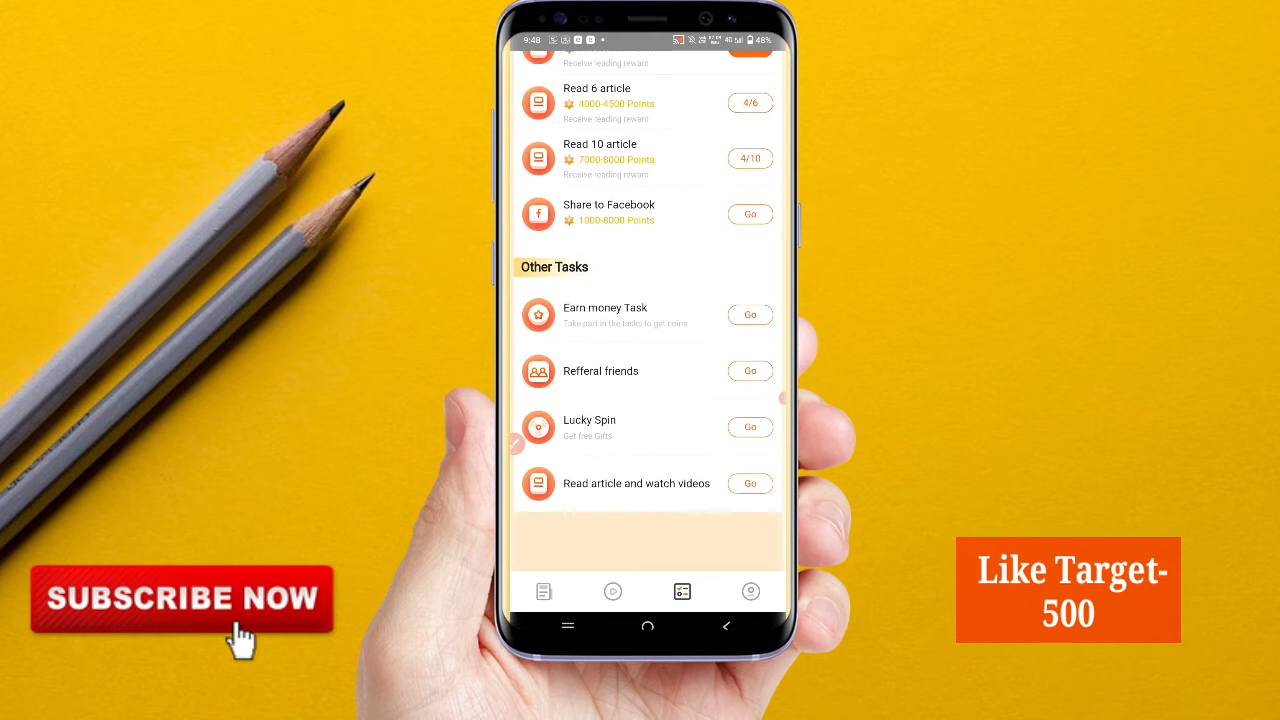 9:48
48%
Receive reading reward
Read 6 article
4000-4500 Points
4/6
Receive reading reward
Read 10 article
7000-8000 Points
4/10
Receive reading reward
Share to Facebook
1000-8000 Points
Go
Other Tasks
Earn money Task
Take part in the tasks to get coins
Go
Refferal friends
Go
Lucky Spin
Get free Gifts
Go
Read article and watch videos
Go
SUBSCRIBE NOW
Like Target-
500